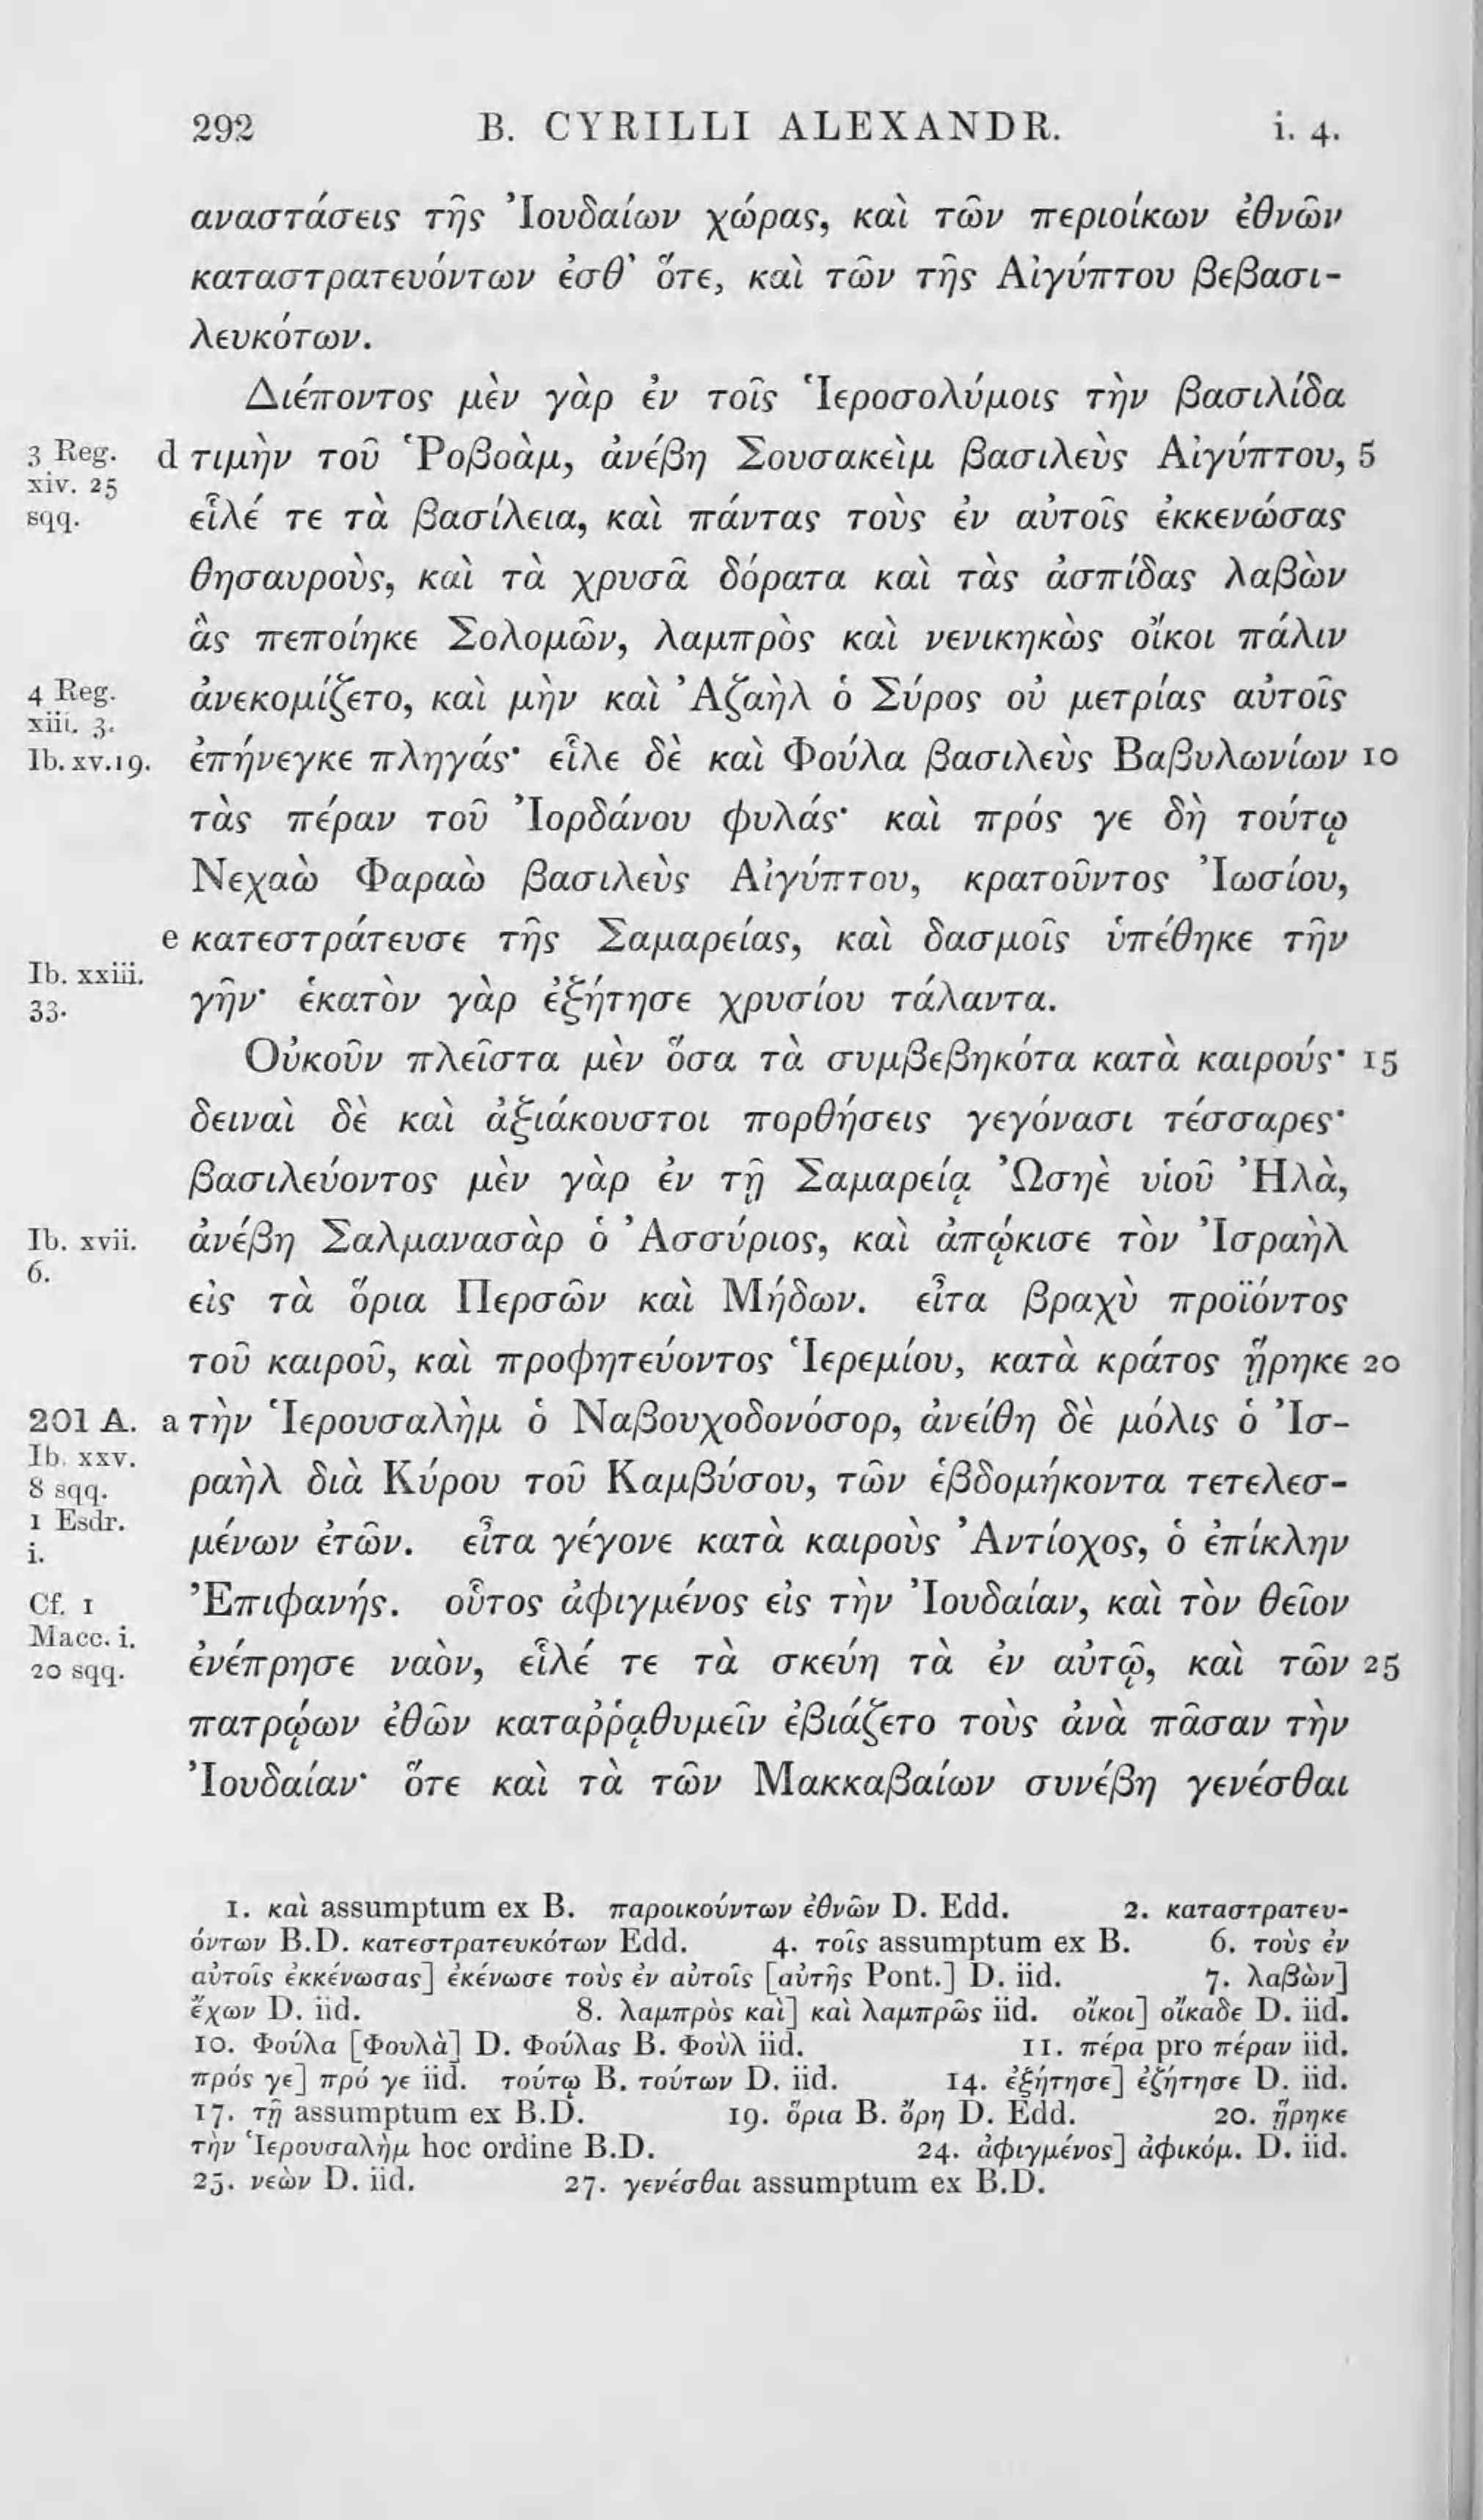 292 B. CYRILLI ALEXANDR. i. 4.
αναστάσεις τῆς Ἰουδαίων χώρας, καὶ τῶν περιοίκων ἐθνῶν
καταστρατευόντων ἐσθ᾽ ὅτε, καὶ τῶν τῆς Αἰγύπτου βεβασι-
λευκότων.
Διέποντος μὲν γὰρ ἐν τοῖς Ἱεροσολύμοις τὴν βασιλίδα
3 Reg. d τιμὴν τοῦ Ῥοβοὰμ, ἀνέβη Σουσακεὶμ βασιλεὺς Αἰγύπτου, 5
xiv. 25
sqq. εἷλέ τε τὰ βασίλεια, καὶ πάντας τοὺς ἐν αὐτοῖς ἐκκενώσας
θησαυροὺς, καὶ τὰ χρυσᾶ δόρατα καὶ τὰς ἀσπίδας λαβὼν
ἃς πεποίηκε Σολομῶν, λαμπρὸς καὶ νενικηκὼς οἴκοι πάλιν
4 Reg. ἀνεκομίζετο, καὶ μὴν καὶ Ἀζαὴλ ὁ Σύρος οὐ μετρίας αὐτοῖς
xiii. 3.
Ib. xv. 19. ἐπήνεγκε πληγάς· εἷλε δὲ καὶ Φούλα βασιλεὺς Βαβυλωνίων 10
τὰς πέραν τοῦ Ἰορδάνου φυλάς· καὶ πρός γε δὴ τούτῳ
Νεχαὼ Φαραὼ βασιλεὺς Αἰγύπτου, κρατοῦντος Ἰωσίου,
e κατεστράτευσε τῆς Σαμαρείας, καὶ δασμοῖς ὑπέθηκε τὴν
Ib. xxiii.
33. γῆν· ἑκατὸν γὰρ ἐξῄτησε χρυσίου τάλαντα.
Οὐκοῦν πλεῖστα μὲν ὅσα τὰ συμβεβηκότα κατὰ καιρούς· 15
δειναὶ δὲ καὶ ἀξιάκουστοι πορθήσεις γεγόνασι τέσσαρες·
βασιλεύοντος μὲν γὰρ ἐν τῇ Σαμαρείᾳ Ὠσηὲ υἱοῦ Ἠλὰ,
Ib. xvii. ἀνέβη Σαλμανασὰρ ὁ Ἀσσύριος, καὶ ἀπῴκισε τὸν Ἰσραὴλ
6.
εἰς τὰ ὅρια Περσῶν καὶ Μήδων. εἶτα βραχὺ προϊόντος
τοῦ καιροῦ, καὶ προφητεύοντος Ἱερεμίου, κατὰ κράτος ᾕρηκε 20
201 A. a τὴν Ἱερουσαλὴμ ὁ Ναβουχοδονόσορ, ἀνείθη δὲ μόλις ὁ Ἰσ-
Ib. xxv.
8 sqq. ραὴλ διὰ Κύρου τοῦ Καμβύσου, τῶν ἑβδομήκοντα τετελεσ-
1 Esdr.
i. μένων ἐτῶν. εἶτα γέγονε κατὰ καιροὺς Ἀντίοχος, ὁ ἐπίκλην
Cf. 1 Ἐπιφανής. οὗτος ἀφιγμένος εἰς τὴν Ἰουδαίαν, καὶ τὸν θεῖον
Macc. i.
20 sqq. ἐνέπρησε ναὸν, εἷλέ τε τὰ σκεύη τὰ ἐν αὐτῷ, καὶ τῶν 25
πατρῴων ἐθῶν καταῤῥᾳθυμεῖν ἐβιάζετο τοὺς ἀνὰ πᾶσαν τὴν
Ἰουδαίαν· ὅτε καὶ τὰ τῶν Μακκαβαίων συνέβη γενέσθαι
1. καὶ assumptum ex B. παροικούντων ἐθνῶν D. Edd. 2. καταστρατευ-
όντων B.D. κατεστρατευκότων Edd. 4. τοῖς assumptum ex B. 6. τοὺς ἐν
αὐτοῖς ἐκκένωσας] ἐκένωσε τοὺς ἐν αὐτοῖς [αὐτῆς Pont.] D. iid. 7. λαβὼν]
ἔχων D. iid. 8. λαμπρὸς καὶ] καὶ λαμπρῶς iid. οἴκοι] οἴκαδε D. iid.
10. Φούλα [Φουλὰ] D. Φούλας B. Φοὺλ iid. 11. πέρα pro πέραν iid.
πρός γε] πρό γε iid. τούτῳ B. τούτων D. iid. 14. ἐξῄτησε] ἐζήτησε D. iid.
17. τῇ assumptum ex B.D. 19. ὅρια B. ὄρη D. Edd. 20. ᾕρηκε
τὴν Ἱερουσαλὴμ hoc ordine B.D. 24. ἀφιγμένος] ἀφικόμ. D. iid.
25. νεὼν D. iid. 27. γενέσθαι assumptum ex B.D.